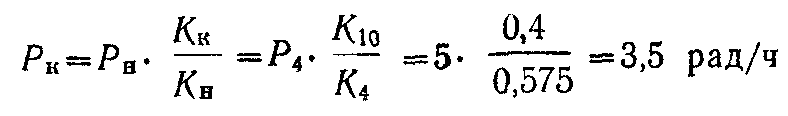 Pк=Pн· Kк/Kн =P₄· K₁₀/K₄ =5· 0,4/0,575 =3,5 рад/ч